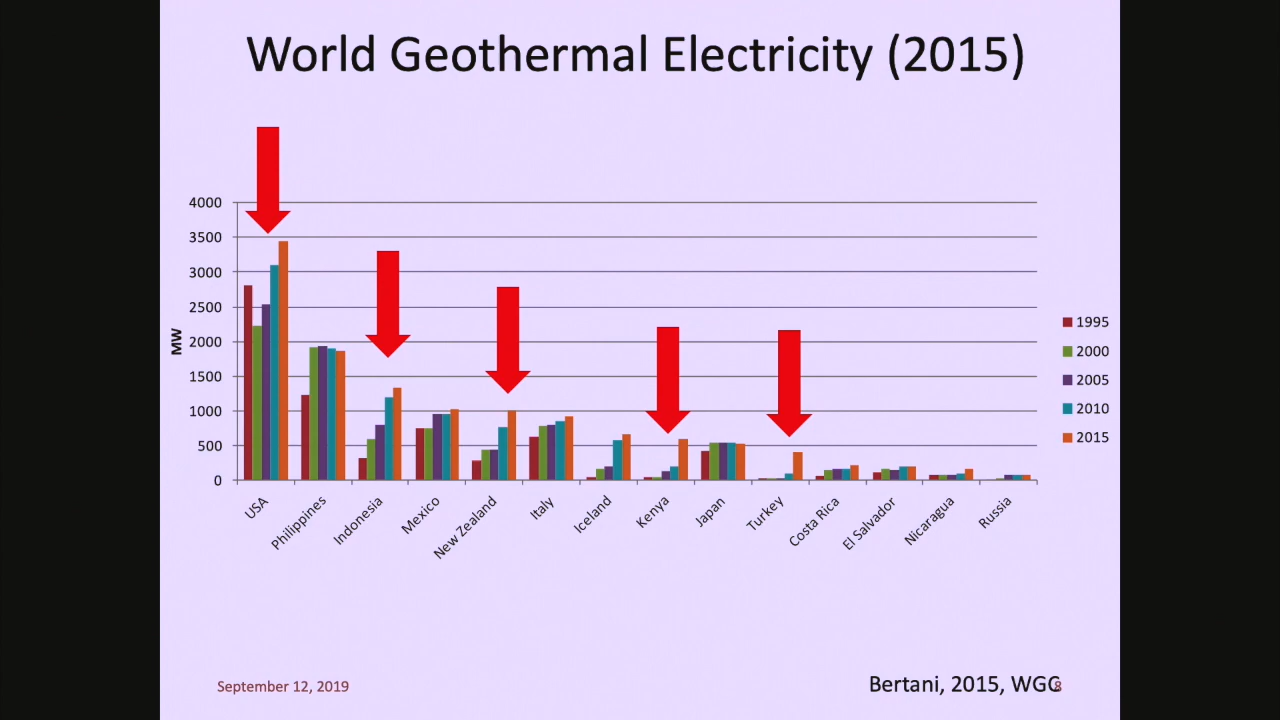 World Geothermal Electricity (2015)
4000
3500
3000
2500
2000
1500
1000
500
0
MW
USA
Philippines
Indonesia
Mexico
New Zealand
Italy
Iceland
Kenya
Japan
Turkey
Costa Rica
El Salvador
Nicaragua
Russia
1995
2000
2005
2010
2015
September 12, 2019
Bertani, 2015, WGC
8